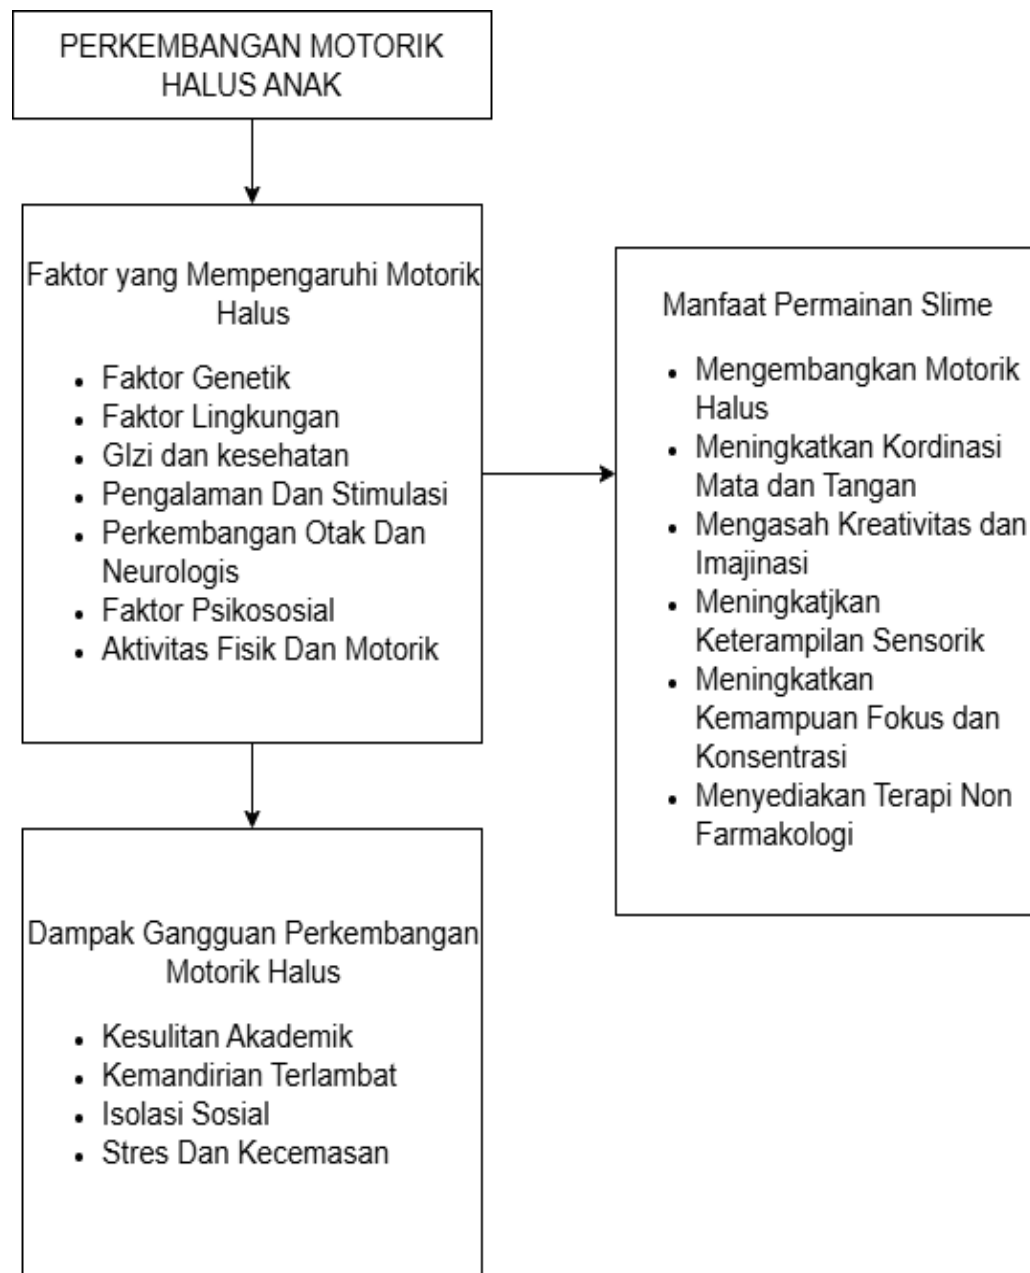 PERKEMBANGAN MOTORIK
HALUS ANAK
Faktor yang Mempengaruhi Motorik
Halus
• Faktor Genetik
• Faktor Lingkungan
• GIzi dan kesehatan
• Pengalaman Dan Stimulasi
• Perkembangan Otak Dan
Neurologis
• Faktor Psikososial
• Aktivitas Fisik Dan Motorik
Manfaat Permainan Slime
• Mengembangkan Motorik
Halus
• Meningkatkan Kordinasi
Mata dan Tangan
• Mengasah Kreativitas dan
Imajinasi
• Meningkatjkan
Keterampilan Sensorik
• Meningkatkan
Kemampuan Fokus dan
Konsentrasi
• Menyediakan Terapi Non
Farmakologi
Dampak Gangguan Perkembangan
Motorik Halus
• Kesulitan Akademik
• Kemandirian Terlambat
• Isolasi Sosial
• Stres Dan Kecemasan